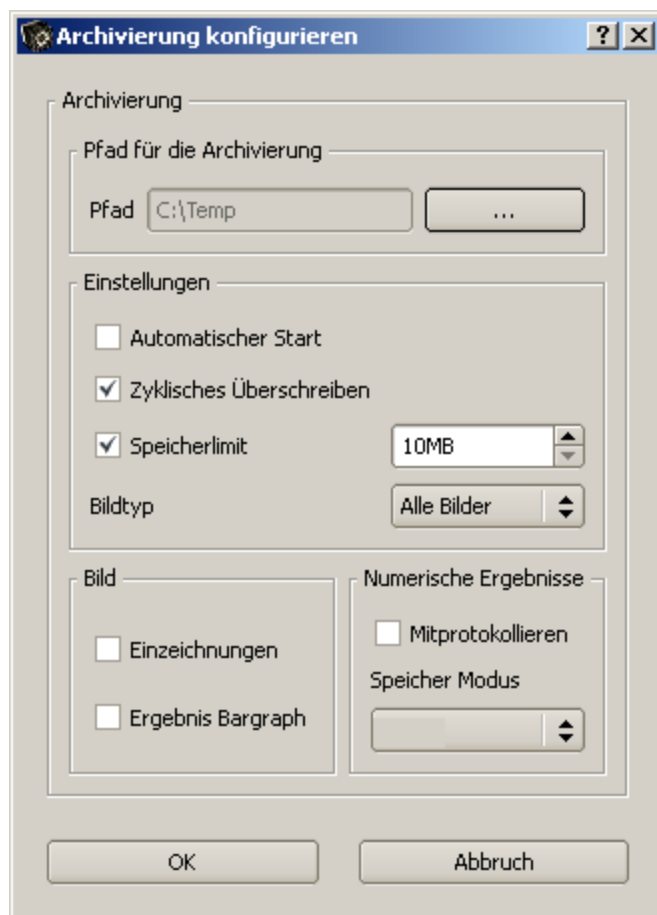 Archivierung konfigurieren
Archivierung
Pfad für die Archivierung
Pfad C:\Temp ...
Einstellungen
Automatischer Start
Zyklisches Überschreiben
Speicherlimit 10MB
Bildtyp Alle Bilder
Bild
Einzeichnungen
Ergebnis Bargraph
Numerische Ergebnisse
Mitprotokollieren
Speicher Modus
OK Abbruch